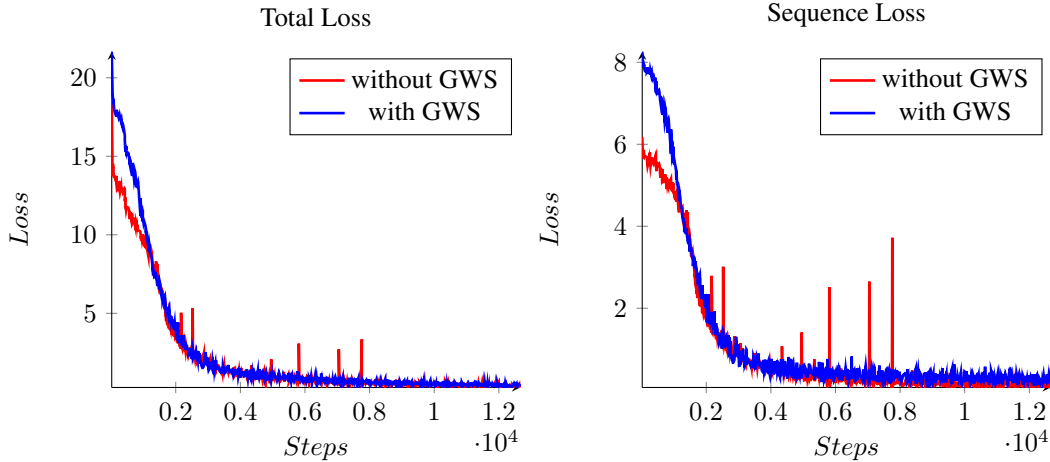 Total Loss
20
15
10
5
Loss
without GWS
with GWS
0.2 0.4 0.6 0.8 1 1.2
·10^4
Steps
Sequence Loss
8
6
4
2
Loss
without GWS
with GWS
0.2 0.4 0.6 0.8 1 1.2
·10^4
Steps